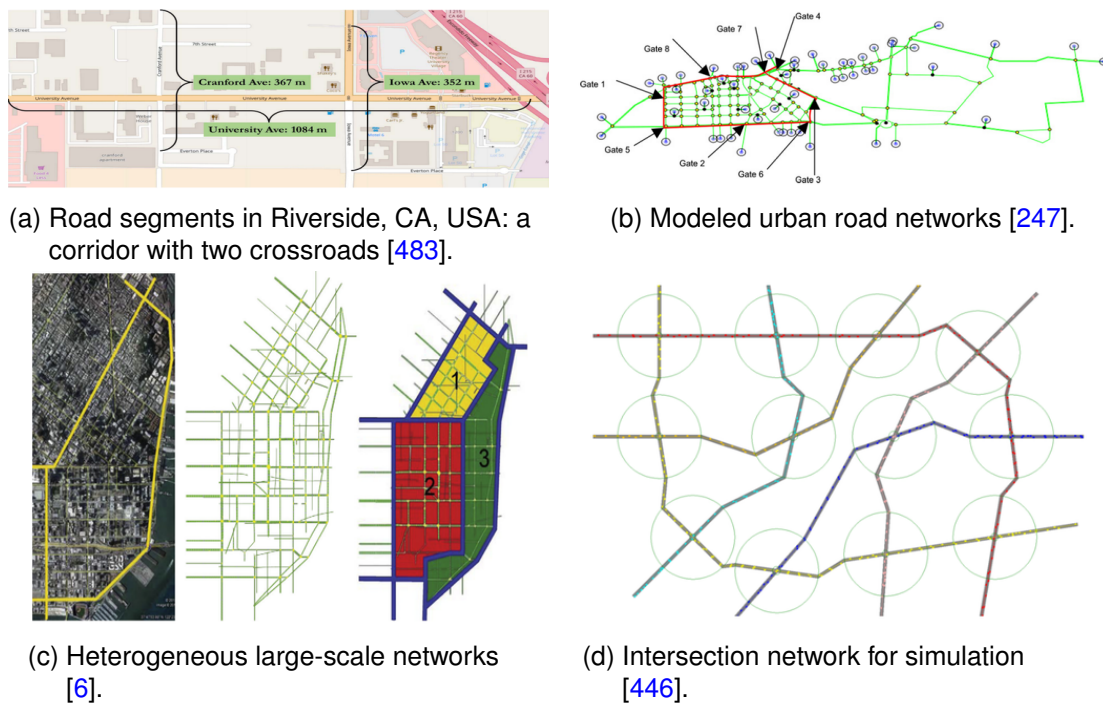 7th Street
Cranford Ave: 367 m
Iowa Ave: 352 m
University Avenue
University Avenue
University Avenue
University Ave: 1084 m
Everton Place
Everton Place
(a) Road segments in Riverside, CA, USA: a
corridor with two crossroads [483].
Gate 4
Gate 7
Gate 8
Gate 1
Gate 5
Gate 2
Gate 6
Gate 3
(b) Modeled urban road networks [247].
1
2
3
(c) Heterogeneous large-scale networks
[6].
(d) Intersection network for simulation
[446].